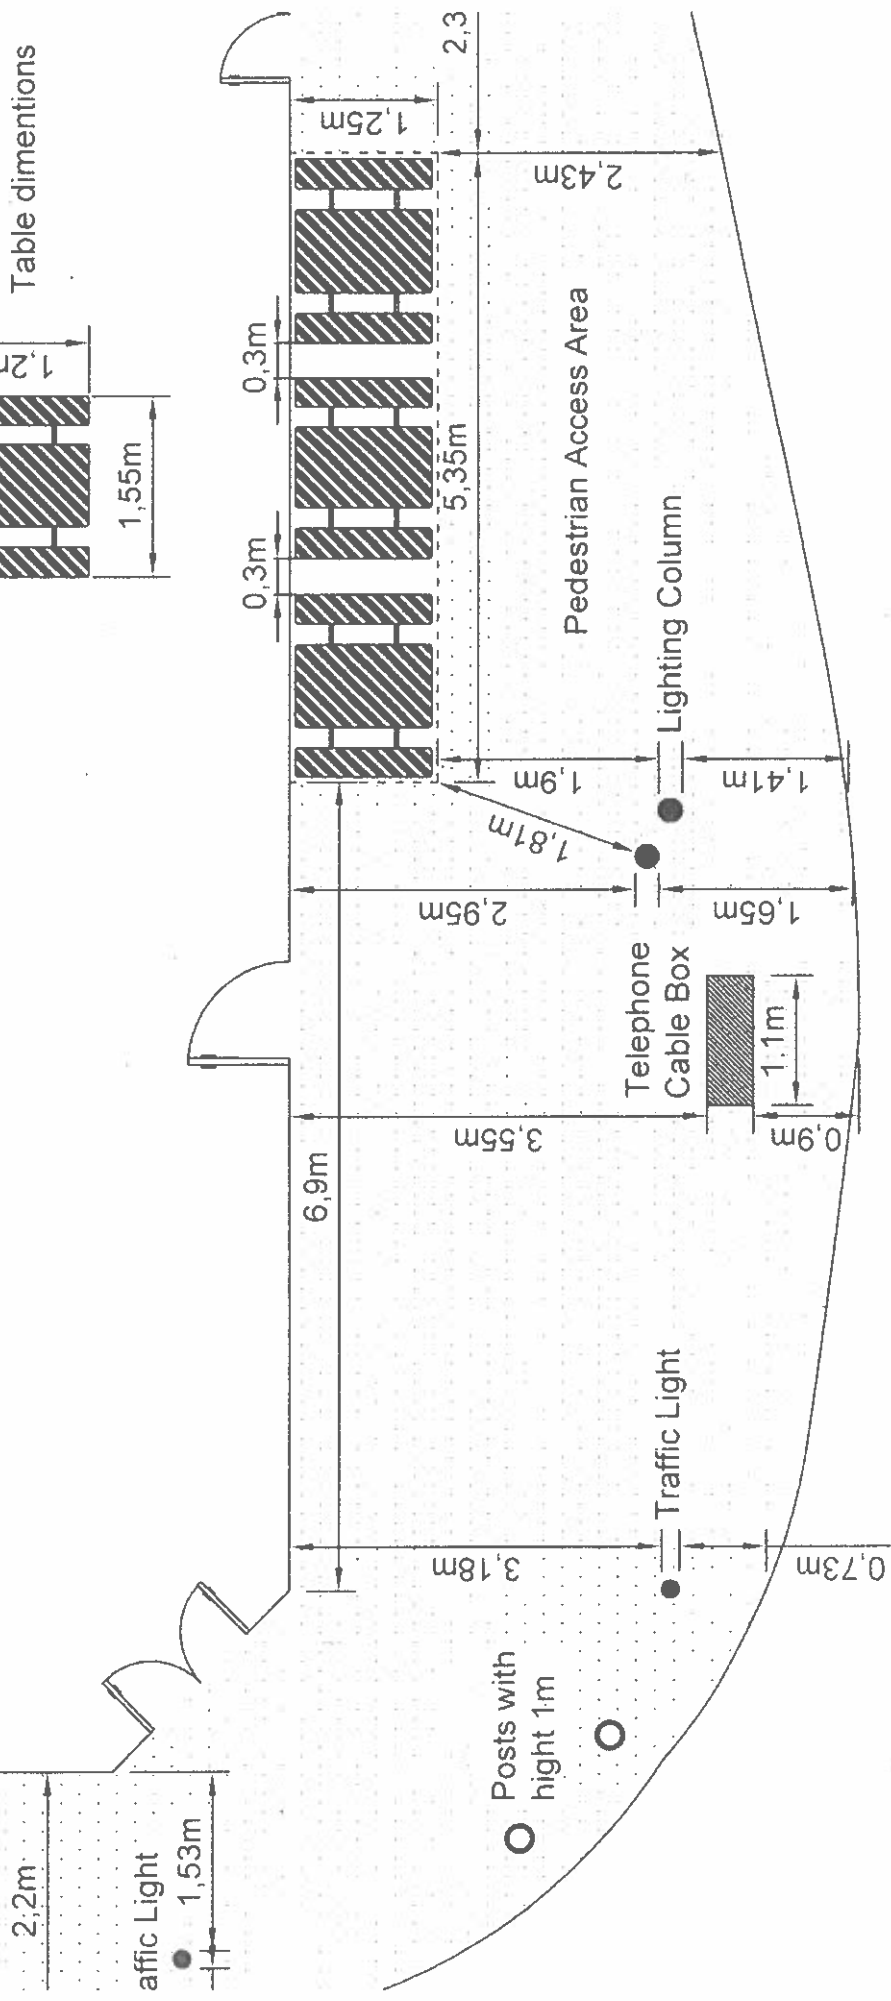 Table dimentions
1,2
1,55m
1,25m
2,3
0,3m
0,3m
5,35m
2,43m
Pedestrian Access Area
Lighting Column
1,9m
1,41m
1,81m
2,95m
1,65m
Telephone
Cable Box
1.1m
3,55m
0,9m
6,9m
Traffic Light
3,18m
0,73m
Posts with
hight 1m
2,2m
affic Light
1,53m